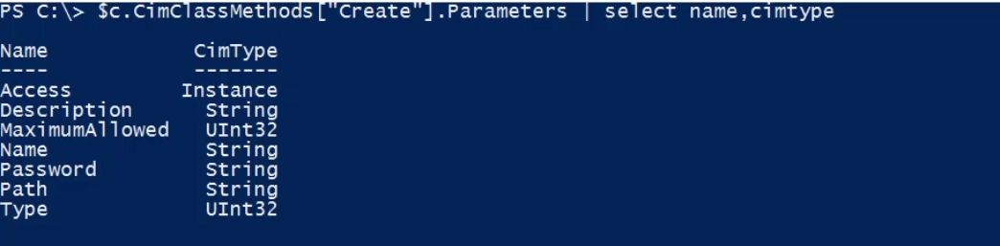 PS C:\> $c.CimClassMethods["Create"].Parameters | select name,cimtype
Name CimType
---- -------
Access Instance
Description String
MaximumAllowed UInt32
Name String
Password String
Path String
Type UInt32